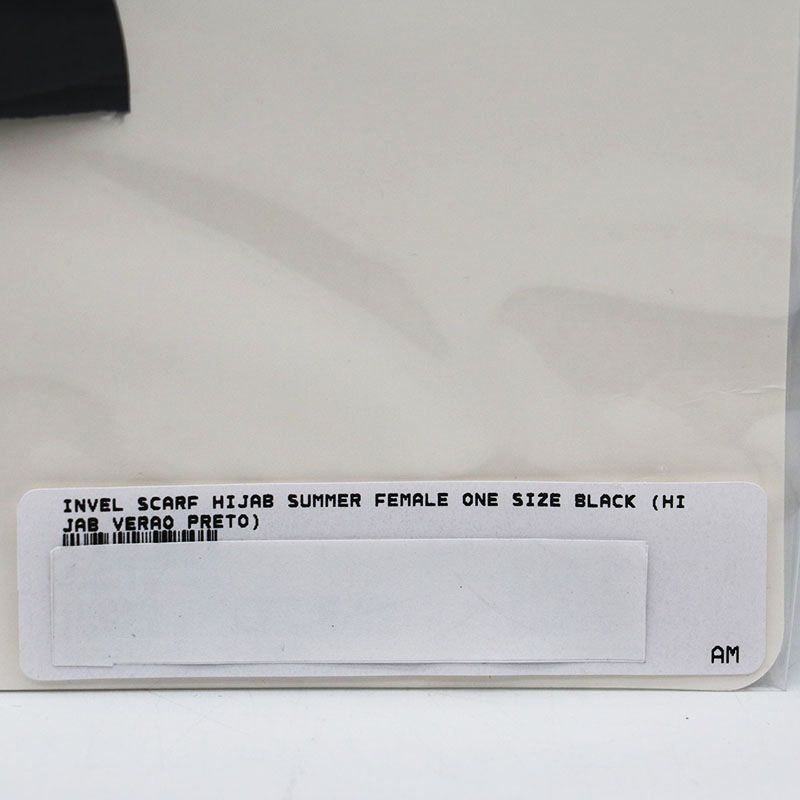 INVEL SCARF HIJAB SUMMER FEMALE ONE SIZE BLACK (HI
JAB VERAO PRETO)
AM